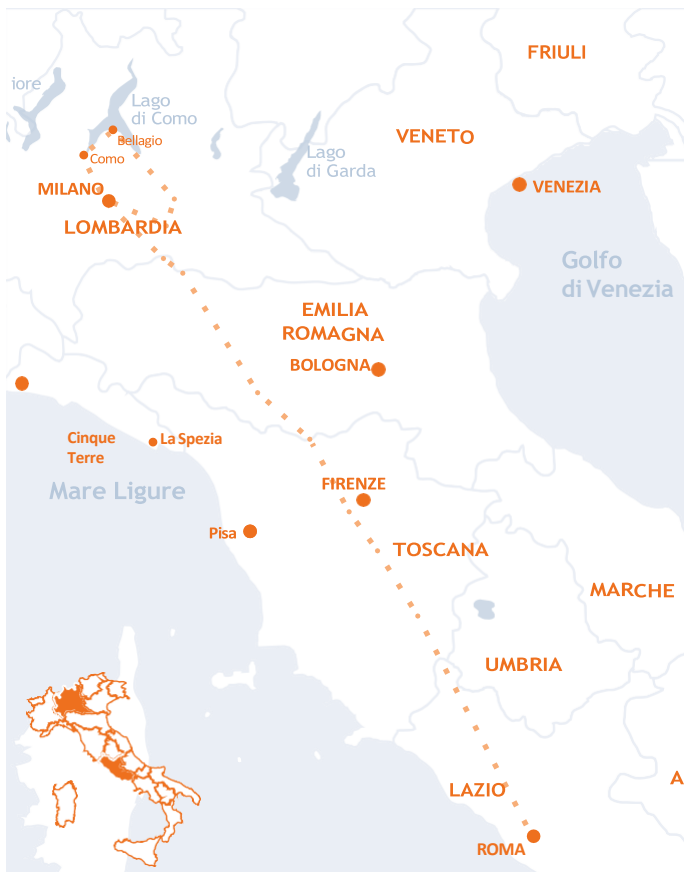 FRIULI
iore
Lago
di Como
Bellagio
Como
VENETO
Lago
di Garda
MILANO
VENEZIA
LOMBARDIA
Golfo
di Venezia
EMILIA
ROMAGNA
BOLOGNA
Cinque
Terre
La Spezia
Mare Ligure
FIRENZE
Pisa
TOSCANA
MARCHE
UMBRIA
LAZIO
A
ROMA